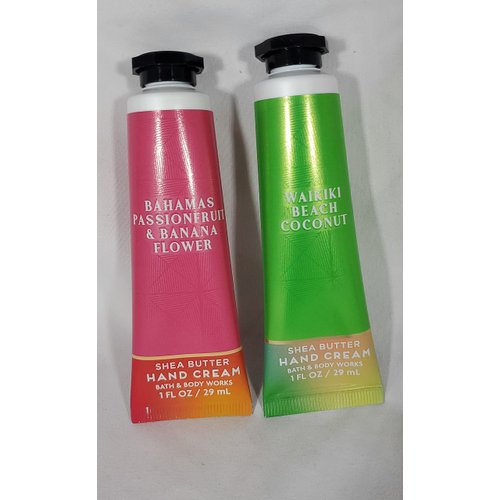 BAHAMAS
PASSIONFRUIT
& BANANA
FLOWER
SHEA BUTTER
HAND CREAM
BATH & BODY WORKS
1 FL OZ / 29 mL
WAIKIKI
BEACH
COCONUT
SHEA BUTTER
HAND CREAM
BATH & BODY WORKS
1 FL OZ / 29 mL